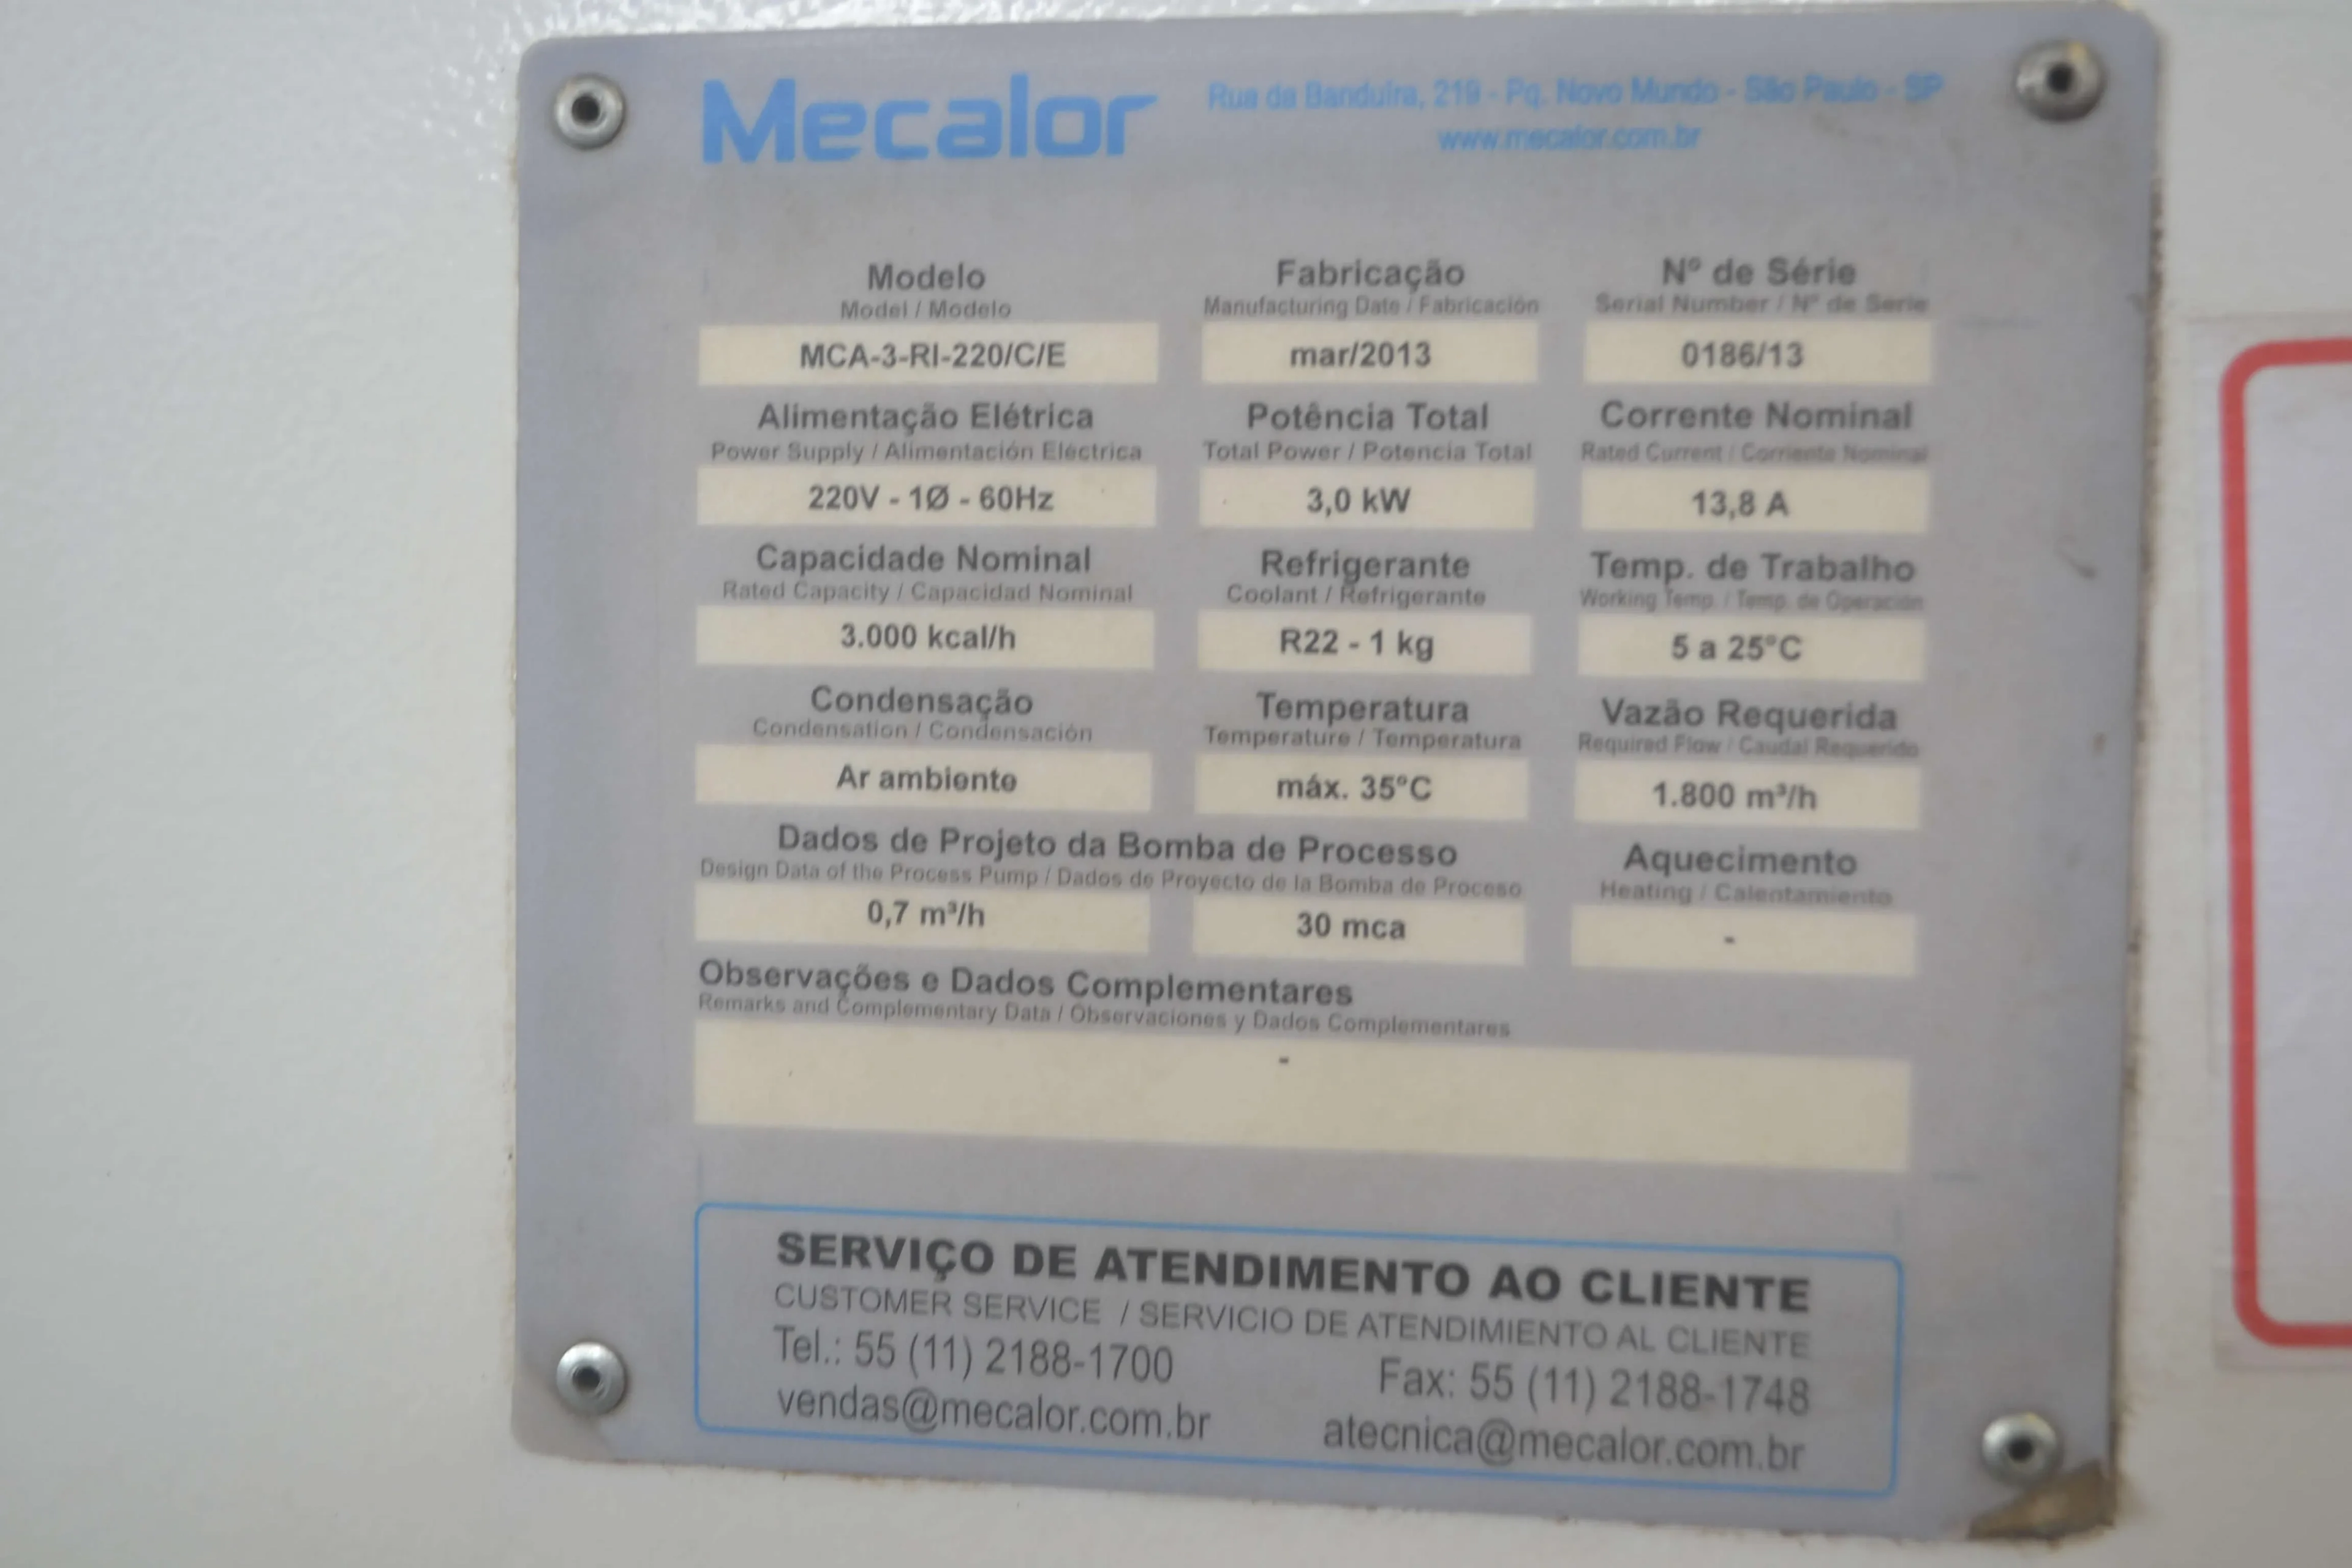 Mecalor
Rua da Banduira, 219 - Pq. Novo Mundo - São Paulo - SP
www.mecalor.com.br
Modelo Fabricação Nº de Série
Model / Modelo Manufacturing Date / Fabricación Serial Number / Nº de Serie
MCA-3-RI-220/C/E mar/2013 0186/13
Alimentação Elétrica Potência Total Corrente Nominal
Power Supply / Alimentación Eléctrica Total Power / Potencia Total Rated Current / Corriente Nominal
220V - 1Ø - 60Hz 3,0 kW 13,8 A
Capacidade Nominal Refrigerante Temp. de Trabalho
Rated Capacity / Capacidad Nominal Coolant / Refrigerante Working Temp. / Temp. de Operación
3.000 kcal/h R22 - 1 kg 5 a 25°C
Condensação Temperatura Vazão Requerida
Condensation / Condensación Temperature / Temperatura Required Flow / Caudal Requerido
Ar ambiente máx. 35°C 1.800 m³/h
Dados de Projeto da Bomba de Processo Aquecimento
Design Data of the Process Pump / Dados de Proyecto de la Bomba de Proceso Heating / Calentamiento
0,7 m³/h 30 mca -
Observações e Dados Complementares
Remarks and Complementary Data / Observaciones y Dados Complementares
-
SERVIÇO DE ATENDIMENTO AO CLIENTE
CUSTOMER SERVICE / SERVICIO DE ATENDIMIENTO AL CLIENTE
Tel.: 55 (11) 2188-1700 Fax: 55 (11) 2188-1748
vendas@mecalor.com.br atecnica@mecalor.com.br